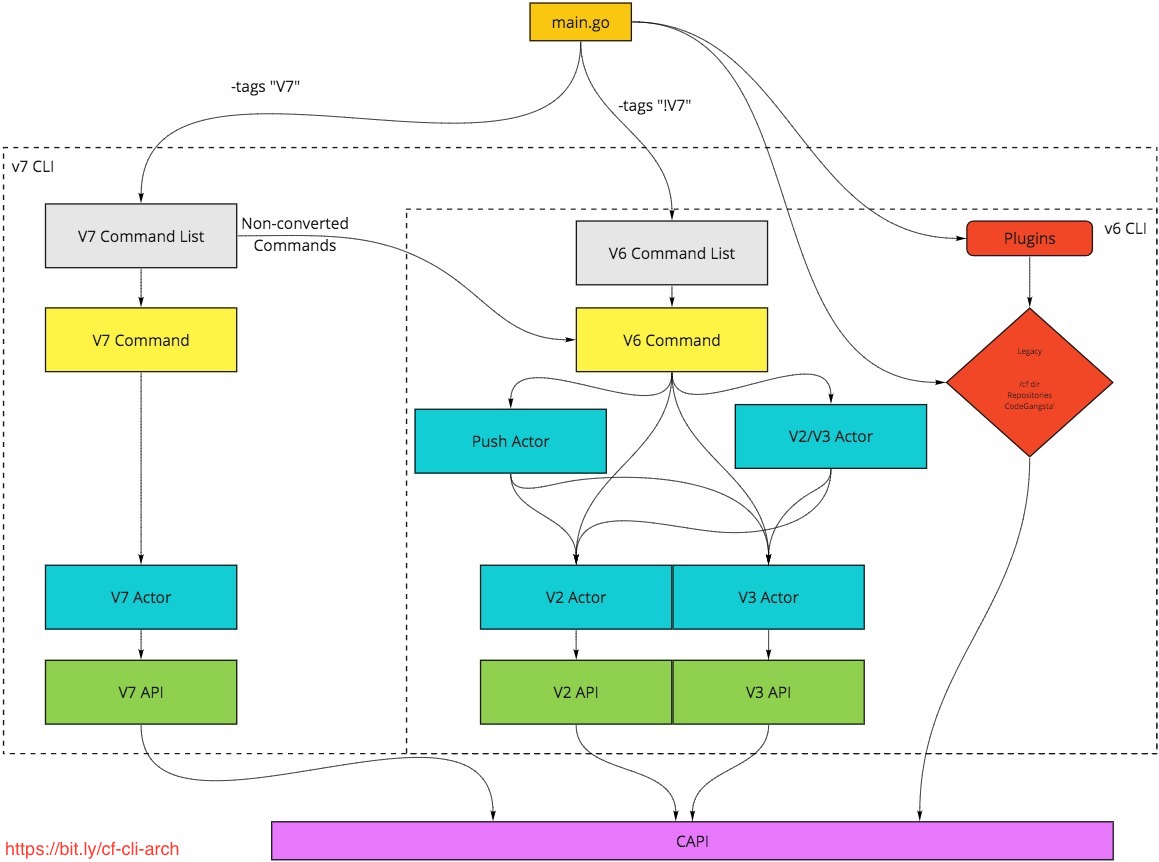 main.go
-tags "V7"
-tags "!V7"
v7 CLI
V7 Command List
Non-converted
Commands
V6 Command List
Plugins
v6 CLI
V7 Command
V6 Command
Legacy
/cf dir
Repositories
CodeGangsta'
Push Actor
V2/V3 Actor
V7 Actor
V2 Actor
V3 Actor
V7 API
V2 API
V3 API
CAPI
https://bit.ly/cf-cli-arch